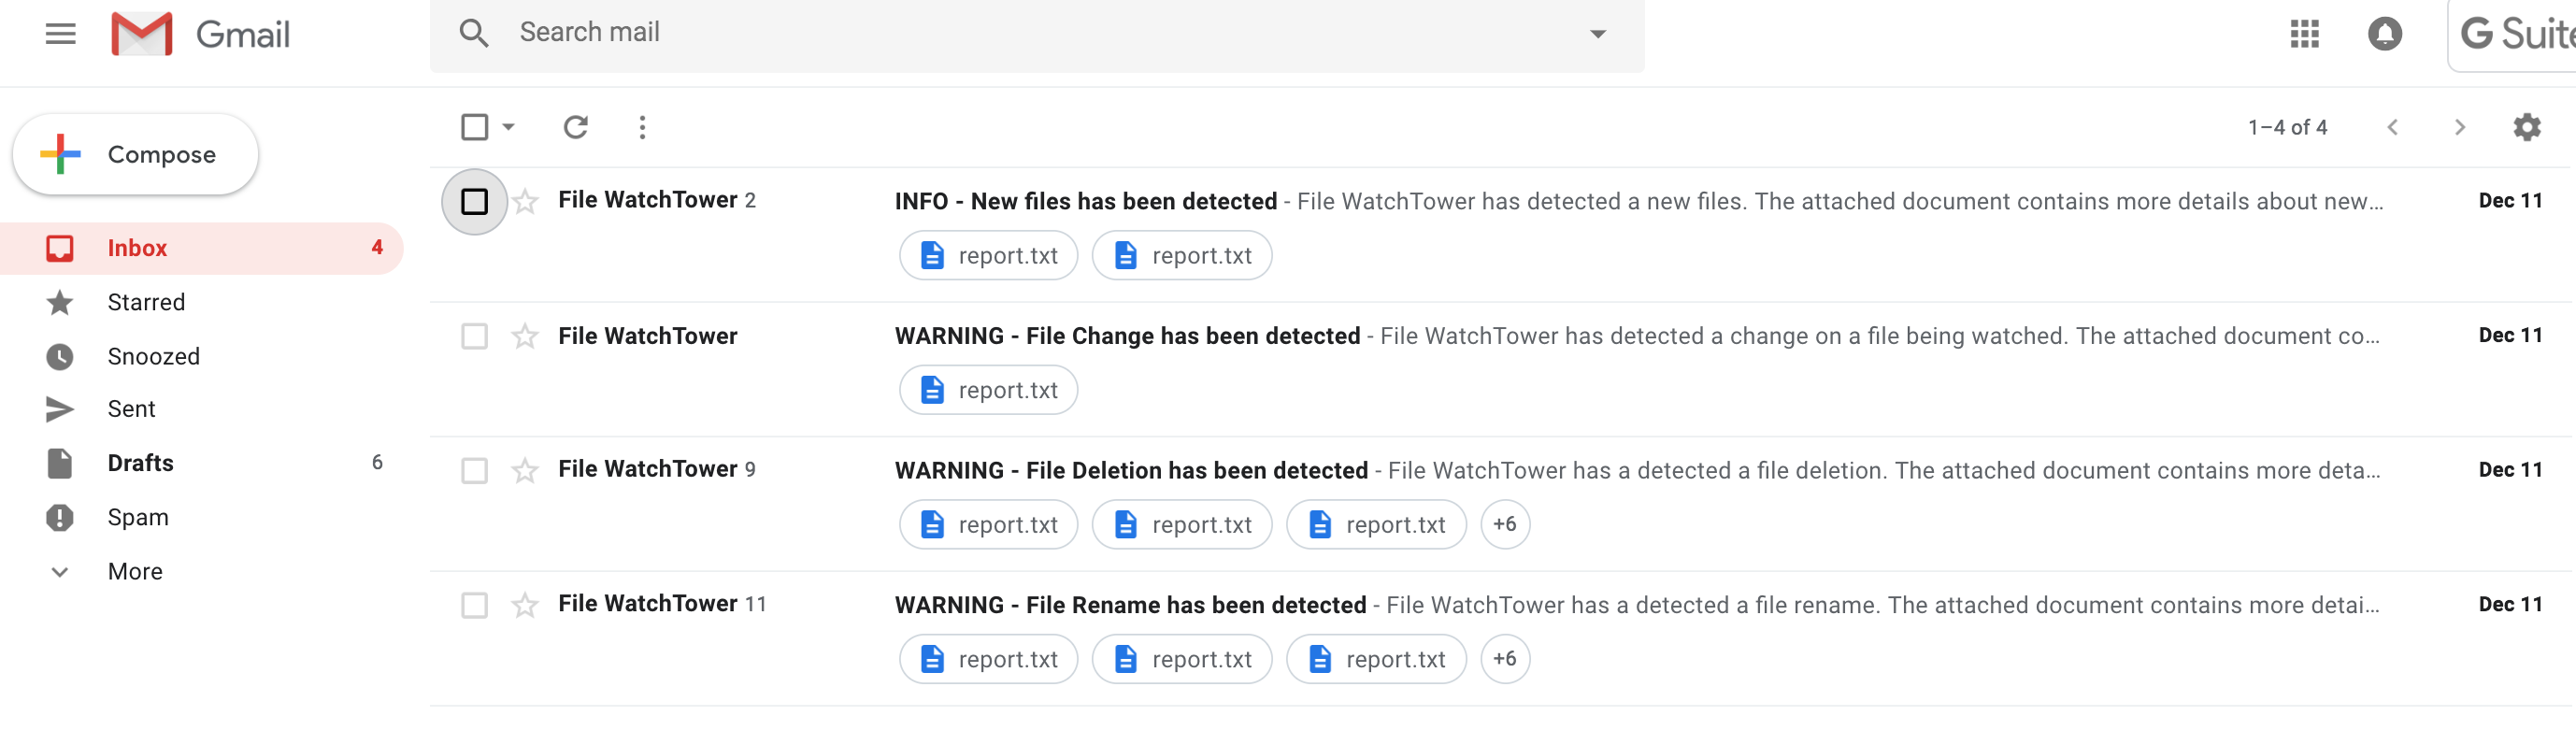 Gmail
Search mail
G Suite
Compose
1–4 of 4
Inbox 4
Starred
Snoozed
Sent
Drafts 6
Spam
More
File WatchTower 2 INFO - New files has been detected - File WatchTower has detected a new files. The attached document contains more details about new... Dec 11
report.txt report.txt
File WatchTower WARNING - File Change has been detected - File WatchTower has detected a change on a file being watched. The attached document co... Dec 11
report.txt
File WatchTower 9 WARNING - File Deletion has been detected - File WatchTower has a detected a file deletion. The attached document contains more deta... Dec 11
report.txt report.txt report.txt +6
File WatchTower 11 WARNING - File Rename has been detected - File WatchTower has a detected a file rename. The attached document contains more detai... Dec 11
report.txt report.txt report.txt +6